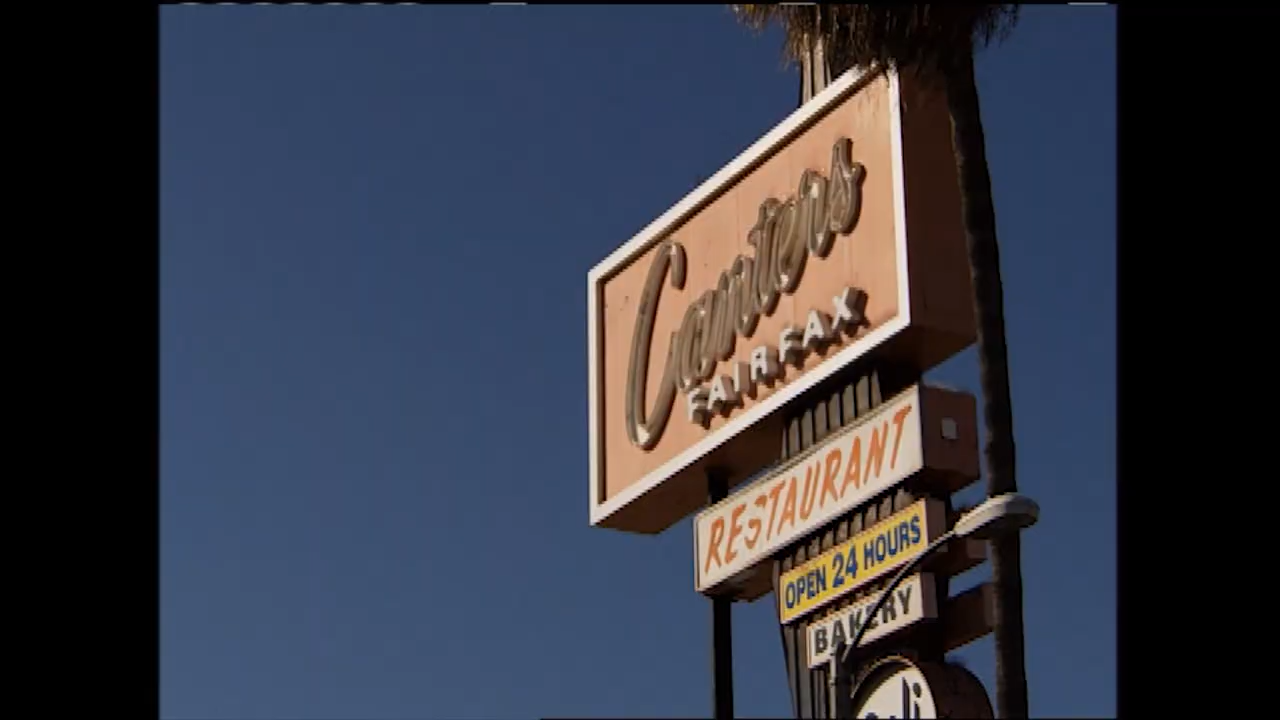 Canters
FAIRFAX
RESTAURANT
OPEN 24 HOURS
BAKERY